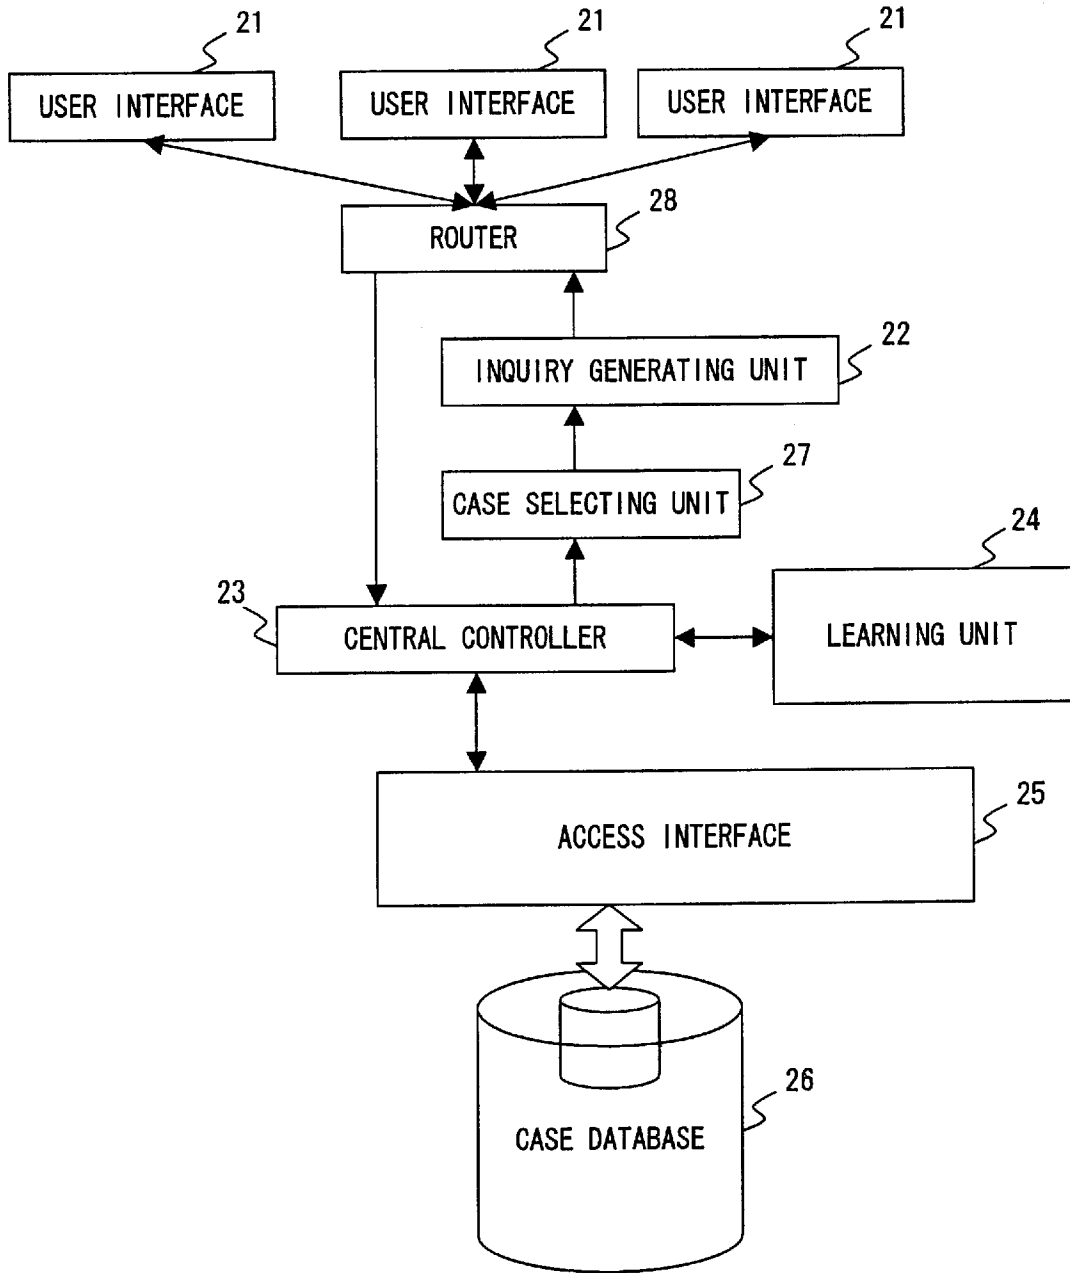 21
21
21
USER INTERFACE
USER INTERFACE
USER INTERFACE
28
ROUTER
22
INQUIRY GENERATING UNIT
27
CASE SELECTING UNIT
24
23
CENTRAL CONTROLLER
LEARNING UNIT
25
ACCESS INTERFACE
26
CASE DATABASE